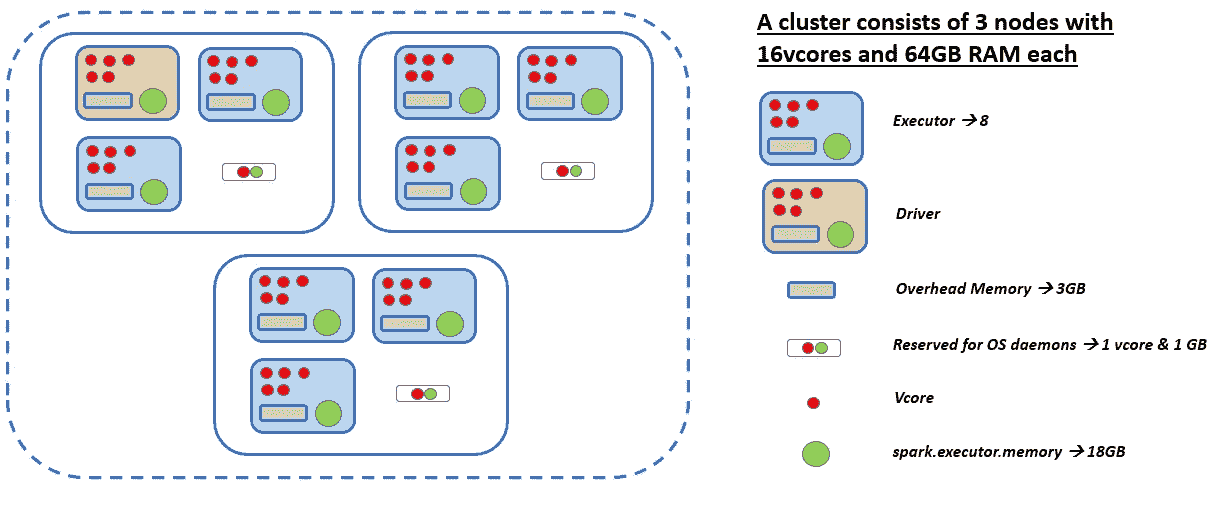 A cluster consists of 3 nodes with
16vcores and 64GB RAM each
Executor → 8
Driver
Overhead Memory → 3GB
Reserved for OS daemons → 1 vcore & 1 GB
Vcore
spark.executor.memory → 18GB